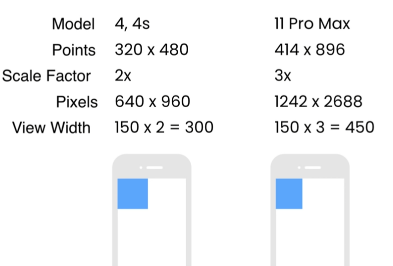 Model 4, 4s 11 Pro Max
Points 320 x 480 414 x 896
Scale Factor 2x 3x
Pixels 640 x 960 1242 x 2688
View Width 150 x 2 = 300 150 x 3 = 450